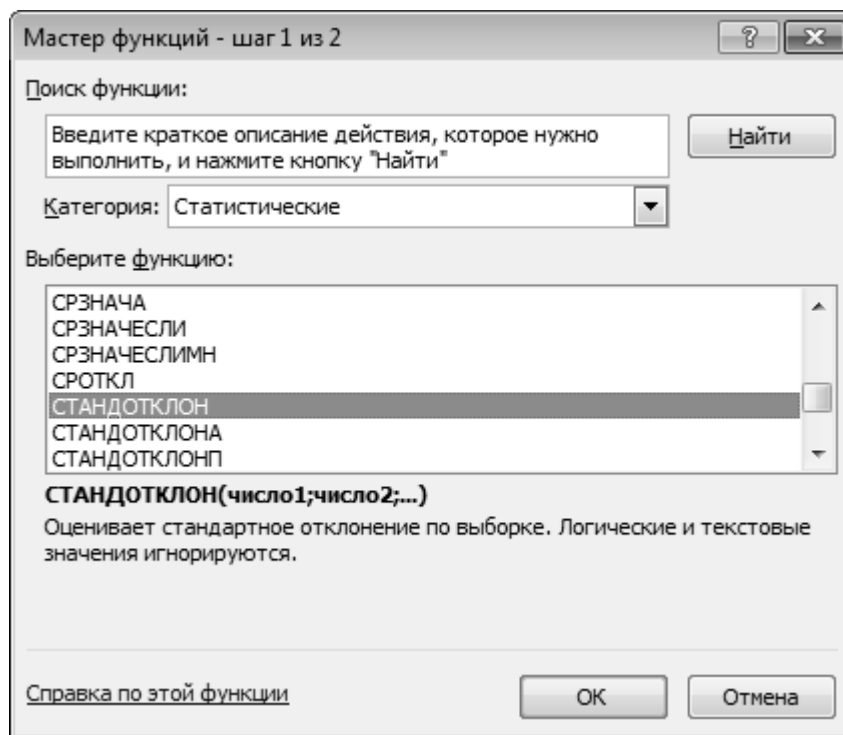 Мастер функций - шаг 1 из 2
Поиск функции:
Введите краткое описание действия, которое нужно
выполнить, и нажмите кнопку "Найти"
Найти
Категория: Статистические
Выберите функцию:
СРЗНАЧА
СРЗНАЧЕСЛИ
СРЗНАЧЕСЛИМН
СРОТКЛ
СТАНДОТКЛОН
СТАНДОТКЛОНА
СТАНДОТКЛОНП
СТАНДОТКЛОН(число1;число2;...)
Оценивает стандартное отклонение по выборке. Логические и текстовые
значения игнорируются.
Справка по этой функции
ОК
Отмена